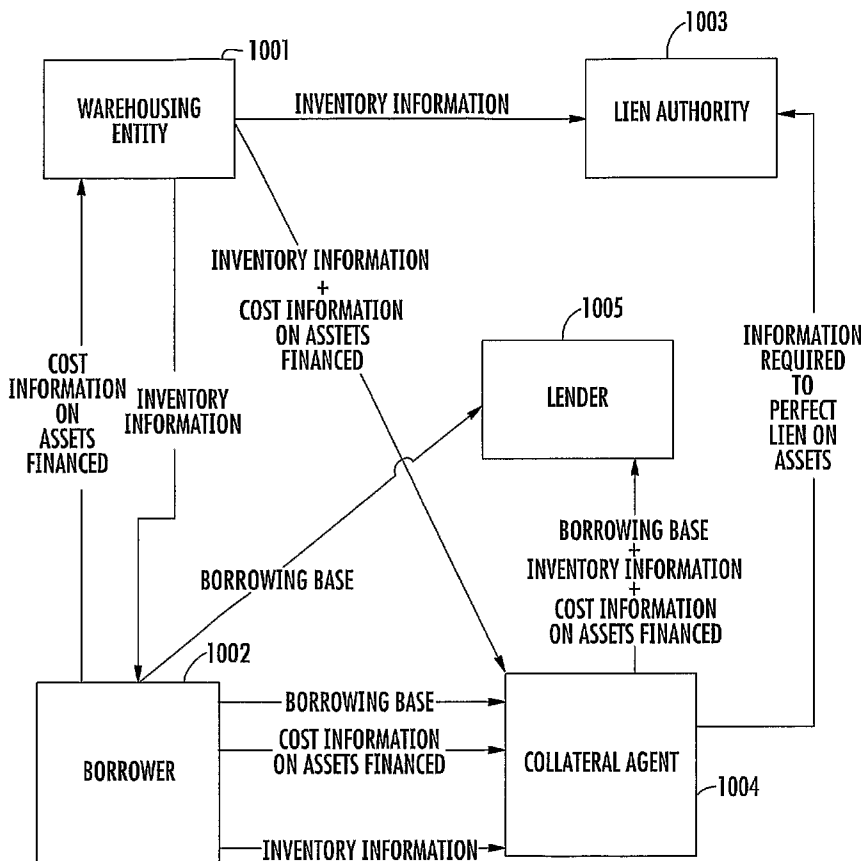 1001
1003
WAREHOUSING
ENTITY
INVENTORY INFORMATION
LIEN AUTHORITY
INVENTORY INFORMATION
+
COST INFORMATION
ON ASSTETS
FINANCED
1005
LENDER
COST
INFORMATION
ON
ASSETS
FINANCED
INVENTORY
INFORMATION
INFORMATION
REQUIRED
TO
PERFECT
LIEN ON
ASSETS
BORROWING BASE
BORROWING BASE
+
INVENTORY INFORMATION
+
COST INFORMATION
ON ASSETS FINANCED
1002
BORROWER
BORROWING BASE
COST INFORMATION
ON ASSETS FINANCED
INVENTORY INFORMATION
COLLATERAL AGENT
1004